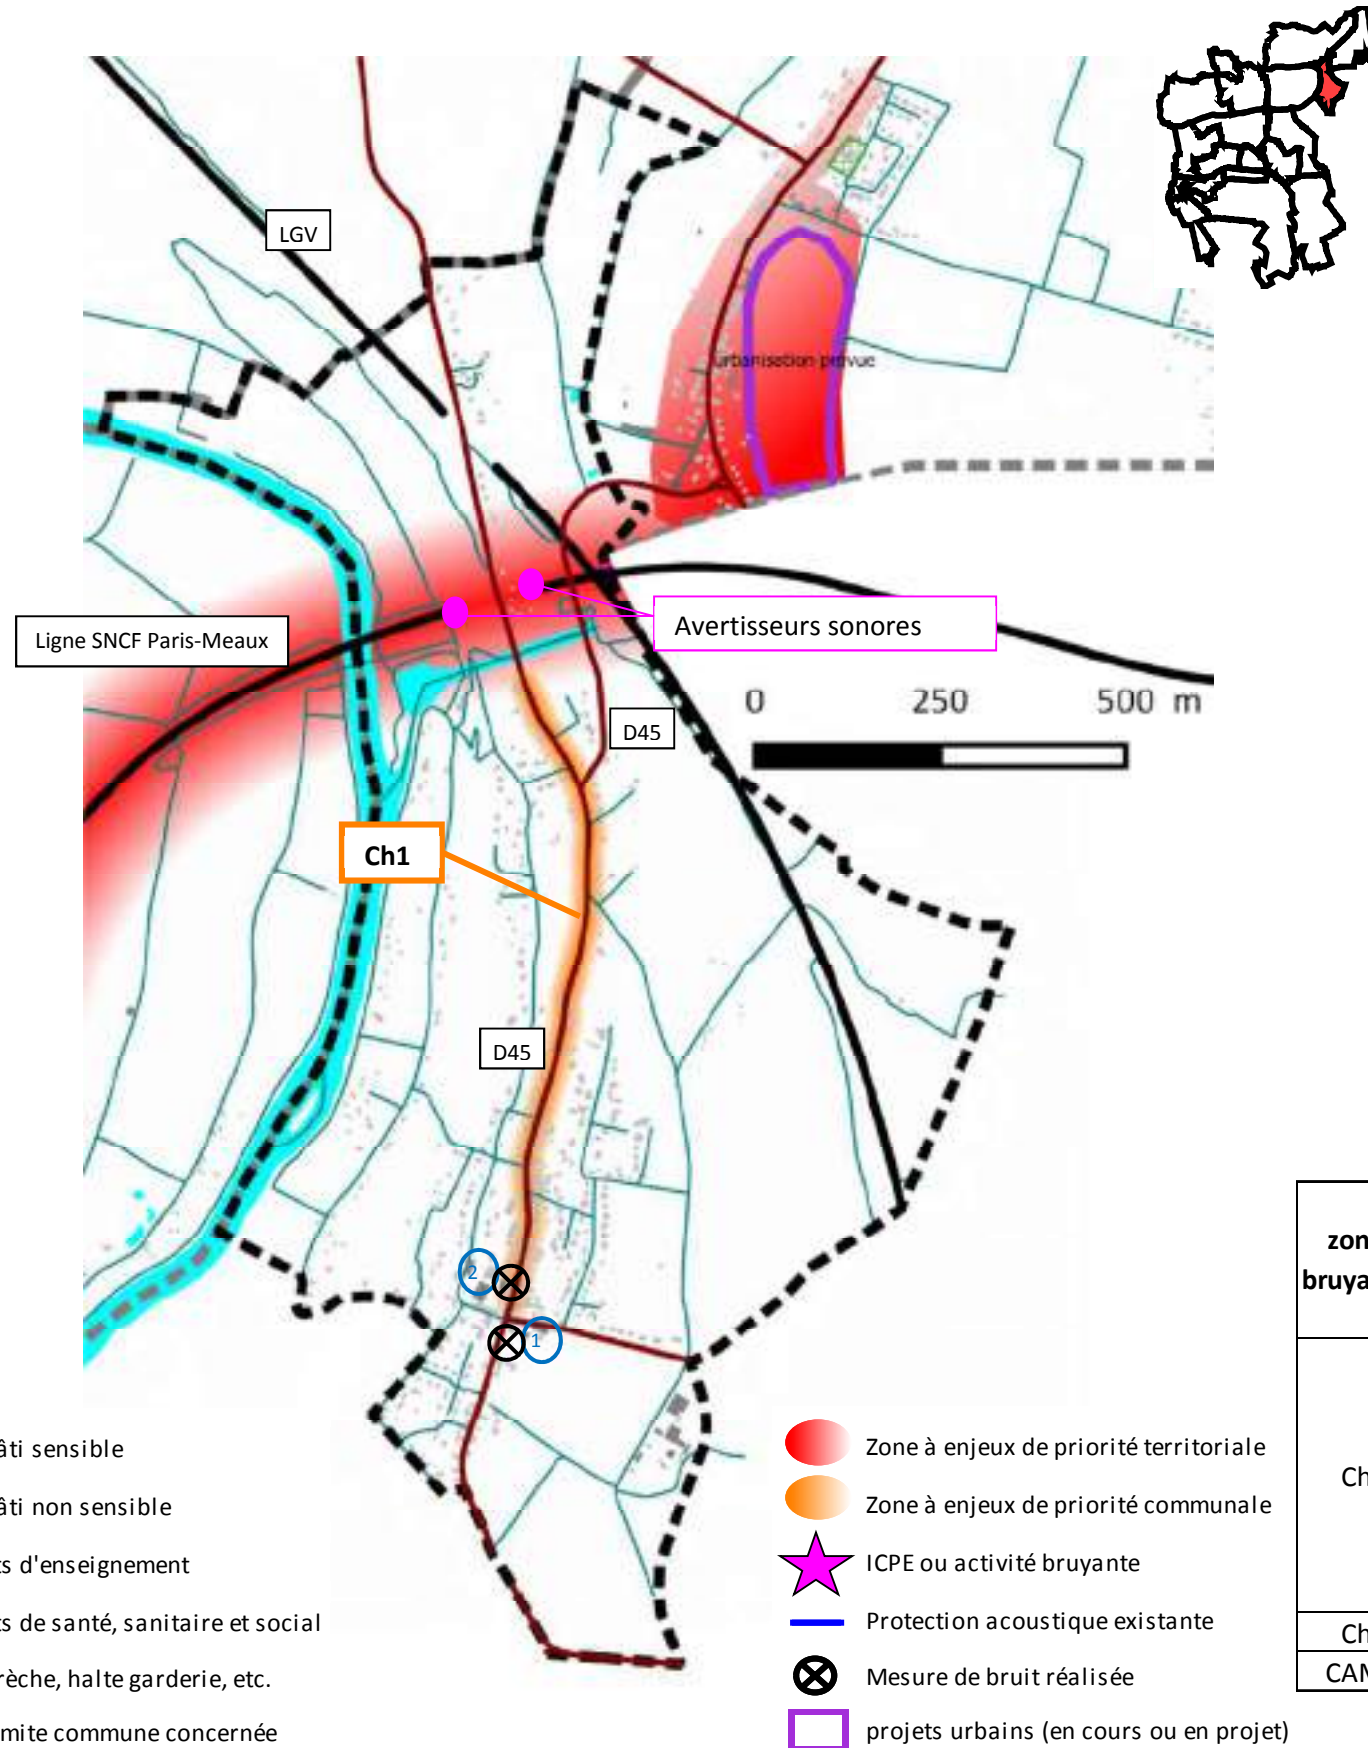 LGV
urbanisation prévue
Ligne SNCF Paris-Meaux
Avertisseurs sonores
0 250 500 m
D45
Ch1
D45
2
1
zon
bruya
Ch
Ch
CAM
âti sensible
âti non sensible
ts d'enseignement
ts de santé, sanitaire et social
rèche, halte garderie, etc.
mite commune concernée
Zone à enjeux de priorité territoriale
Zone à enjeux de priorité communale
ICPE ou activité bruyante
Protection acoustique existante
Mesure de bruit réalisée
projets urbains (en cours ou en projet)